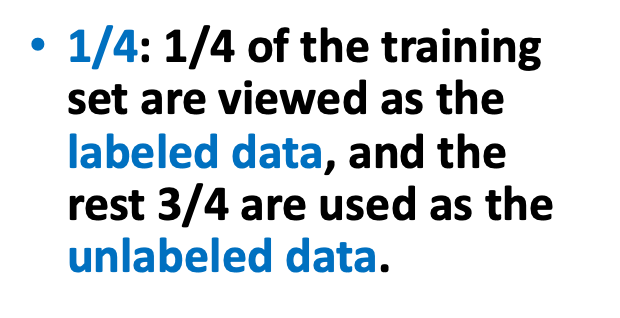 • 1/4: 1/4 of the training
set are viewed as the
labeled data, and the
rest 3/4 are used as the
unlabeled data.